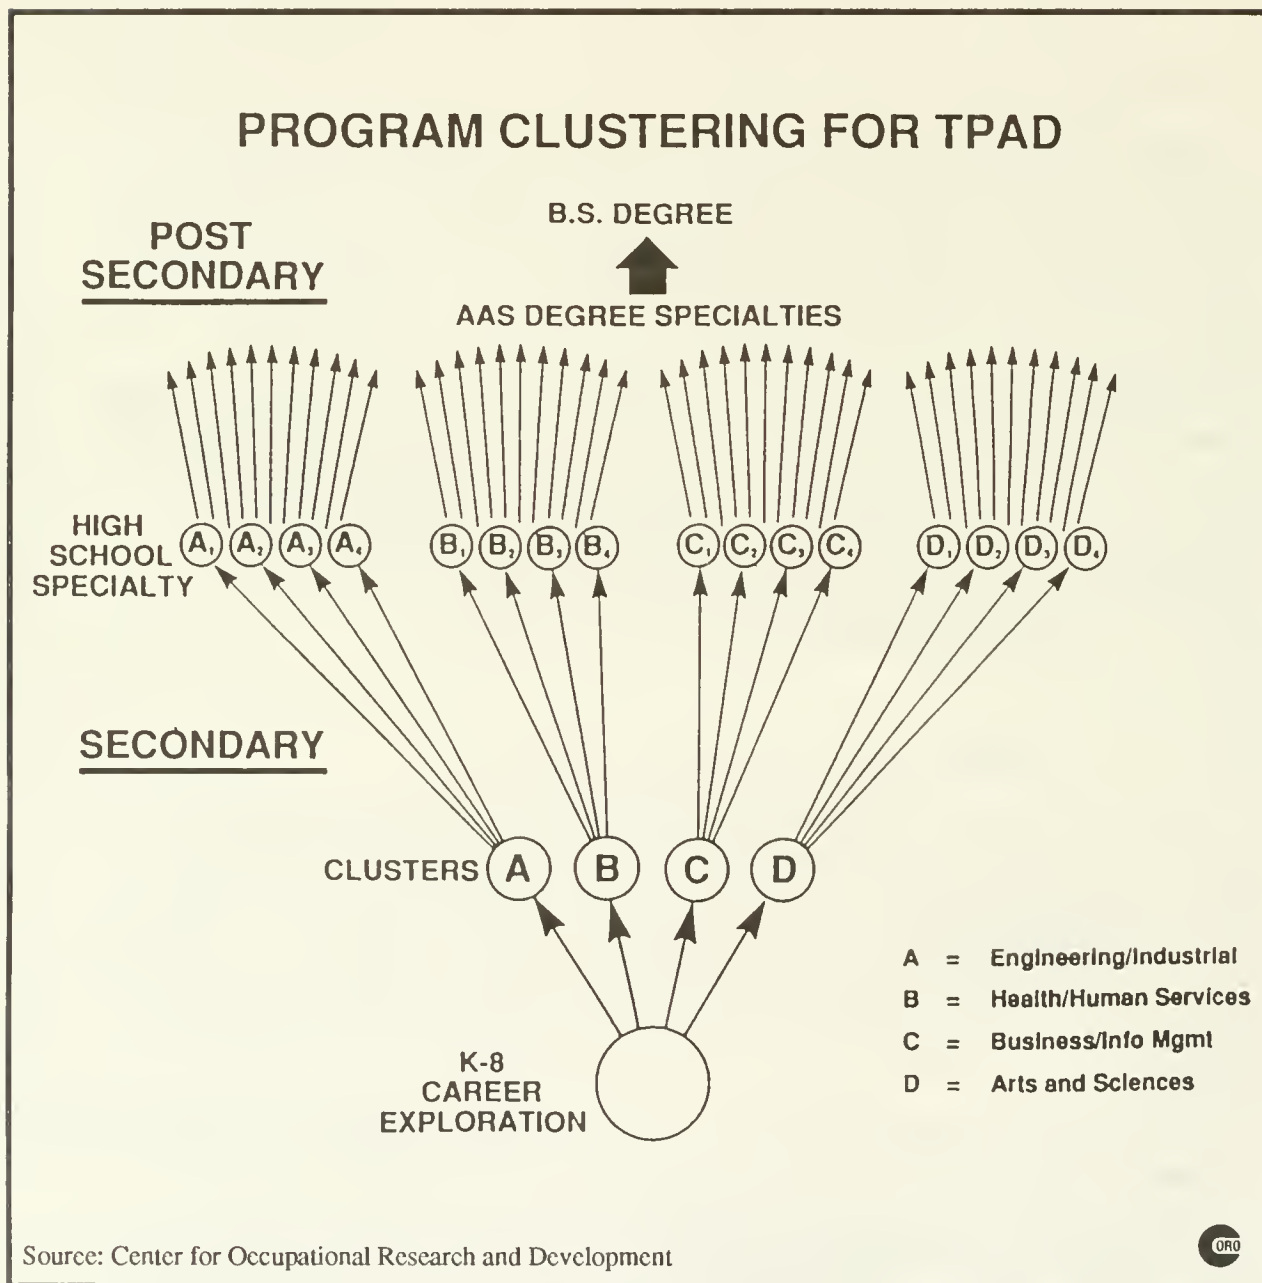 PROGRAM CLUSTERING FOR TPAD
B.S. DEGREE
POST
SECONDARY
AAS DEGREE SPECIALTIES
HIGH
SCHOOL
SPECIALTY
A₁ A₂ A₃ A₄ B₁ B₂ B₃ B₄ C₁ C₂ C₃ C₄ D₁ D₂ D₃ D₄
SECONDARY
CLUSTERS A B C D
A = Engineering/Industrial
B = Health/Human Services
C = Business/Info Mgmt
D = Arts and Sciences
K-8
CAREER
EXPLORATION
Source: Center for Occupational Research and Development
CORD